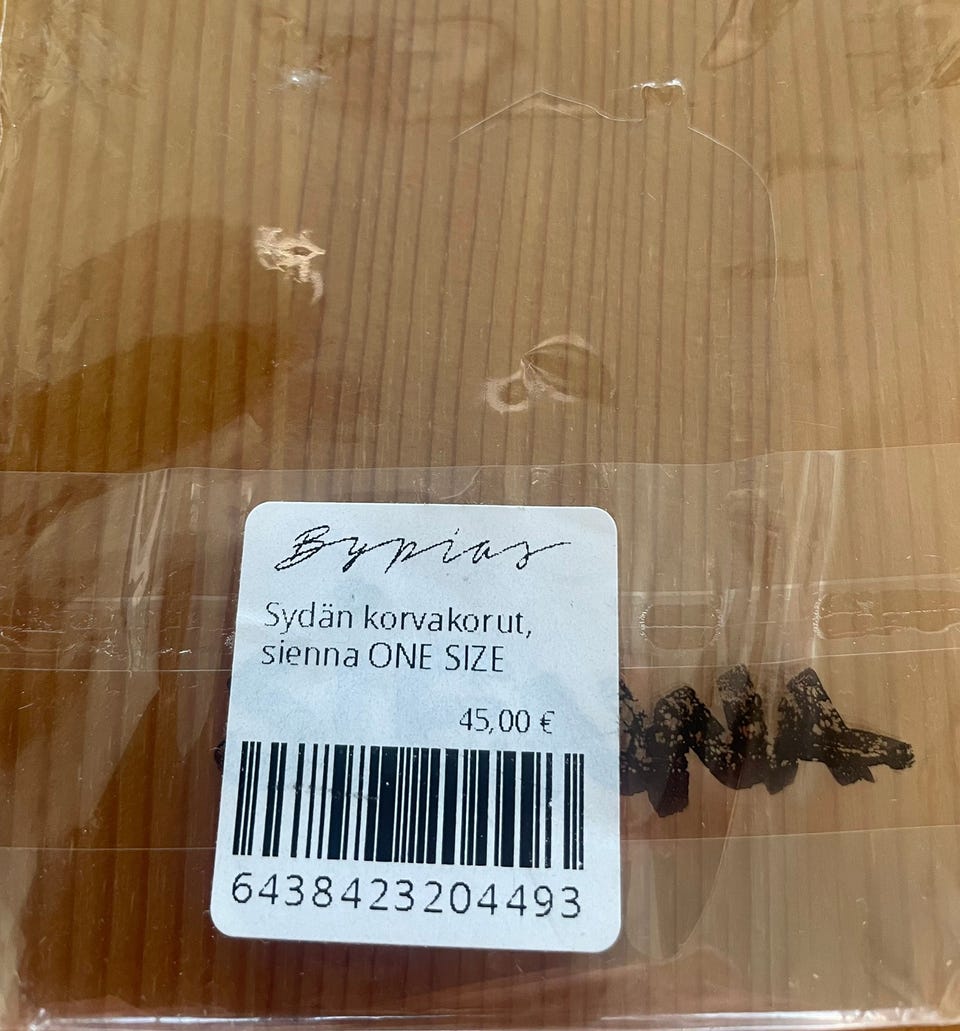 Bypias
Sydän korvakorut,
sienna ONE SIZE
45,00 €
6438423204493